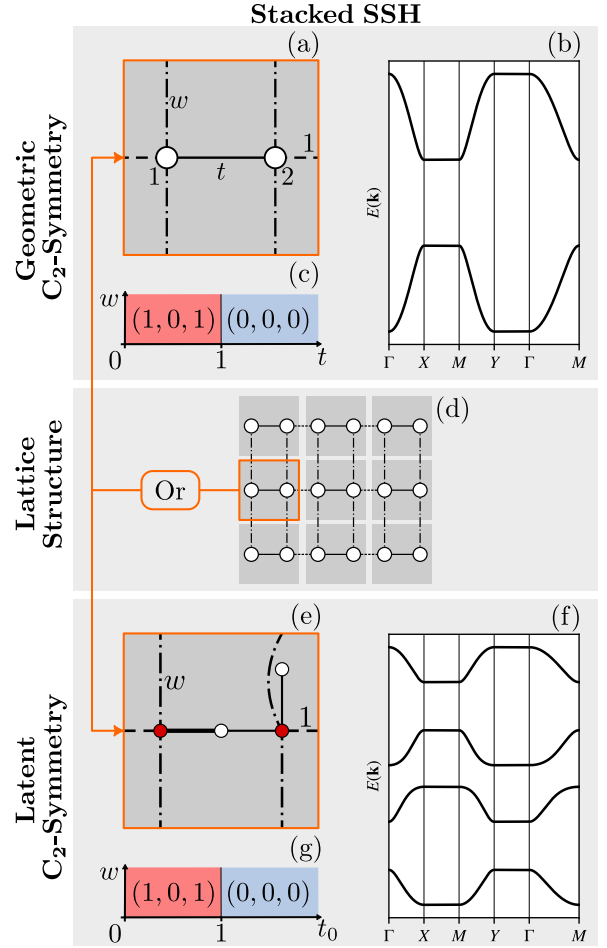 Stacked SSH
Geometric
C₂-Symmetry
(a)
w
1
1
t
2
(b)
E(k)
Γ X M Y Γ M
(c)
w
(1, 0, 1) (0, 0, 0)
0 1 t
Lattice
Structure
(d)
Or
Latent
C₂-Symmetry
(e)
w
1
(f)
E(k)
Γ X M Y Γ M
(g)
w
(1, 0, 1) (0, 0, 0)
0 1 t₀